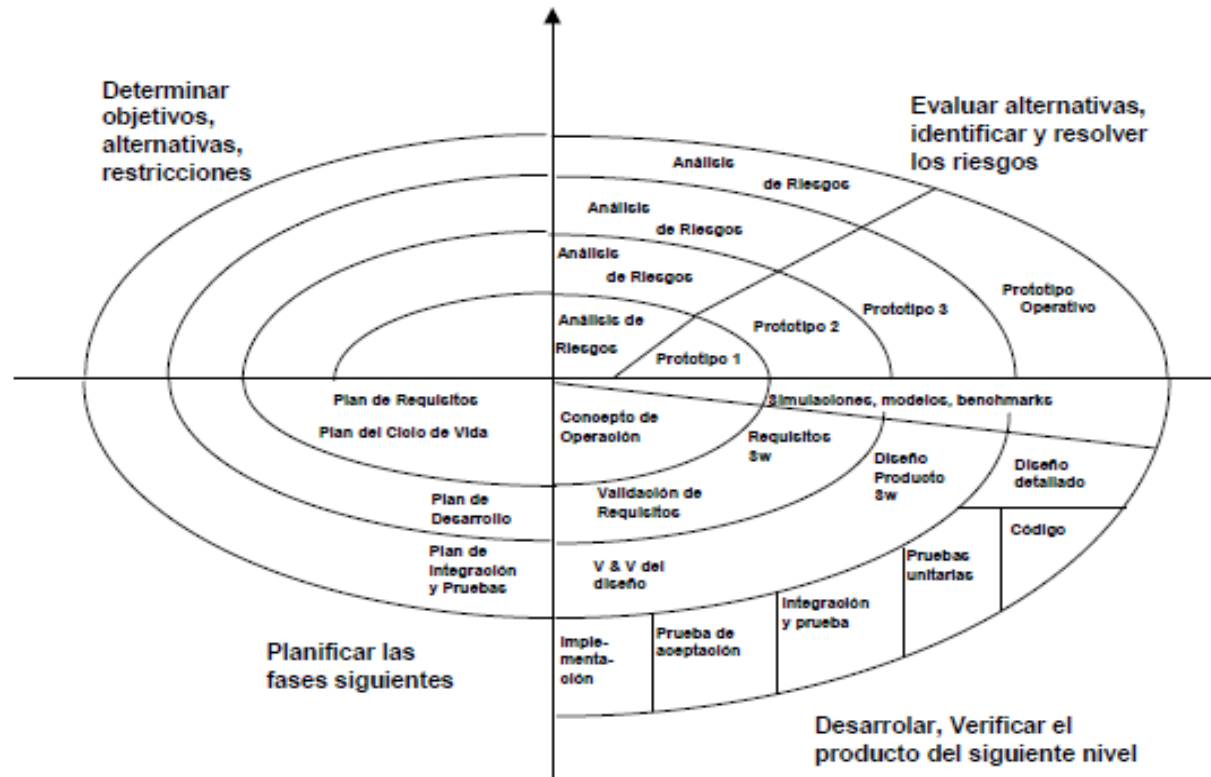 Determinar
objetivos,
alternativas,
restricciones
Evaluar alternativas,
identificar y resolver
los riesgos
Análisis
de Riesgos
Análisis
de Riesgos
Análisis
de Riesgos
Análisis de
Riesgos
Prototipo 1
Prototipo 2
Prototipo 3
Prototipo
Operativo
Simulaciones, modelos, benchmarks
Plan de Requisitos
Plan del Ciclo de Vida
Concepto de
Operación
Requisitos
Sw
Diseño
Producto
Sw
Diseño
detallado
Plan de
Desarrollo
Validación de
Requisitos
Código
Plan de
Integración
y Pruebas
V & V del
diseño
Pruebas
unitarias
Integración
y prueba
Prueba de
aceptación
Imple-
menta-
ción
Planificar las
fases siguientes
Desarrolar, Verificar el
producto del siguiente nivel